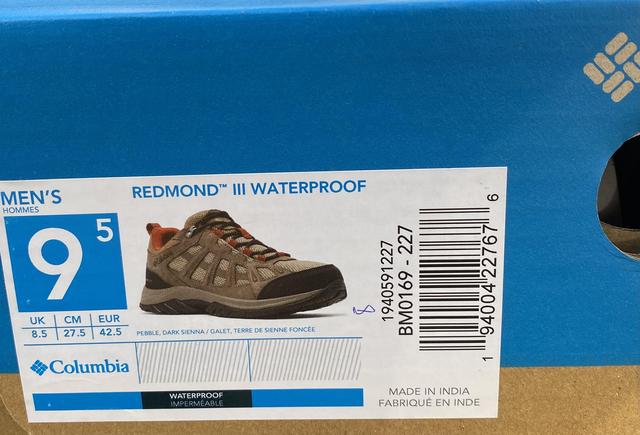 MEN'S
HOMMES
REDMOND™ III WATERPROOF
9 5
UK CM EUR
8.5 27.5 42.5
PEBBLE, DARK SIENNA / GALET, TERRE DE SIENNE FONCÉE
Columbia
WATERPROOF
IMPERMÉABLE
1940591227
BM0169 - 227
1 94004 22767 6
MADE IN INDIA
FABRIQUÉ EN INDE